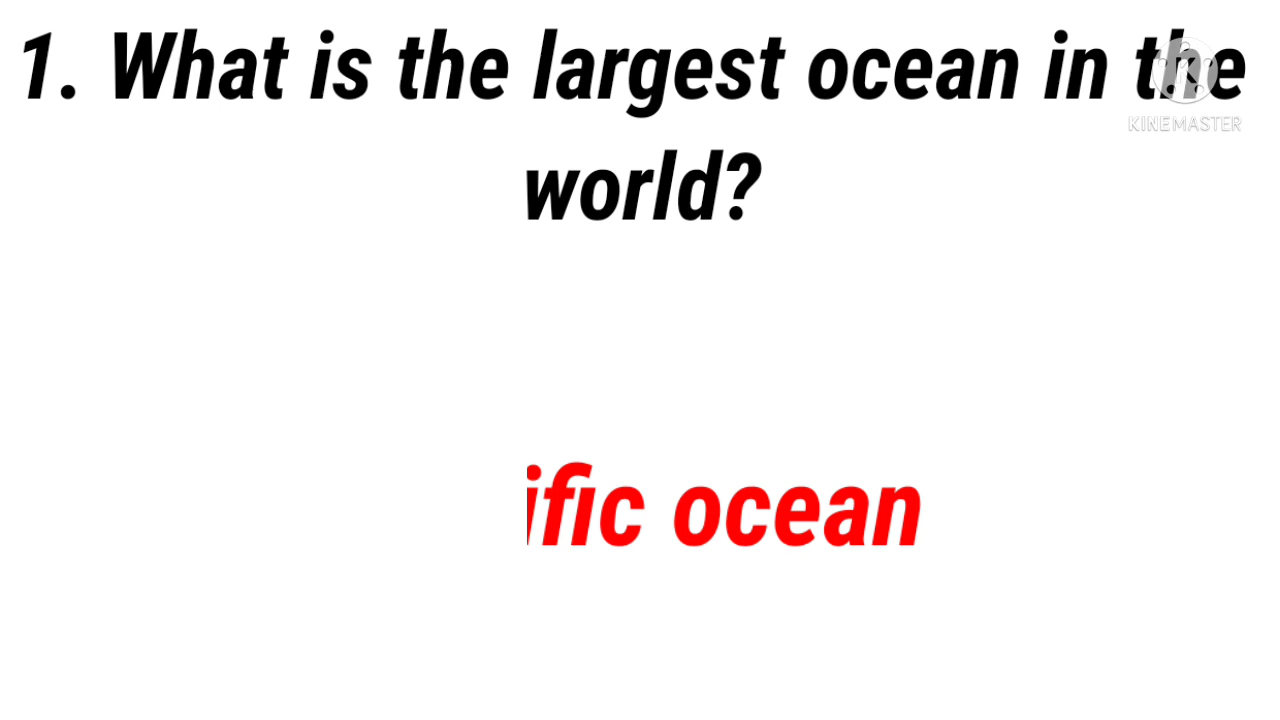 1. What is the largest ocean in the
world?
KINEMASTER
ific ocean